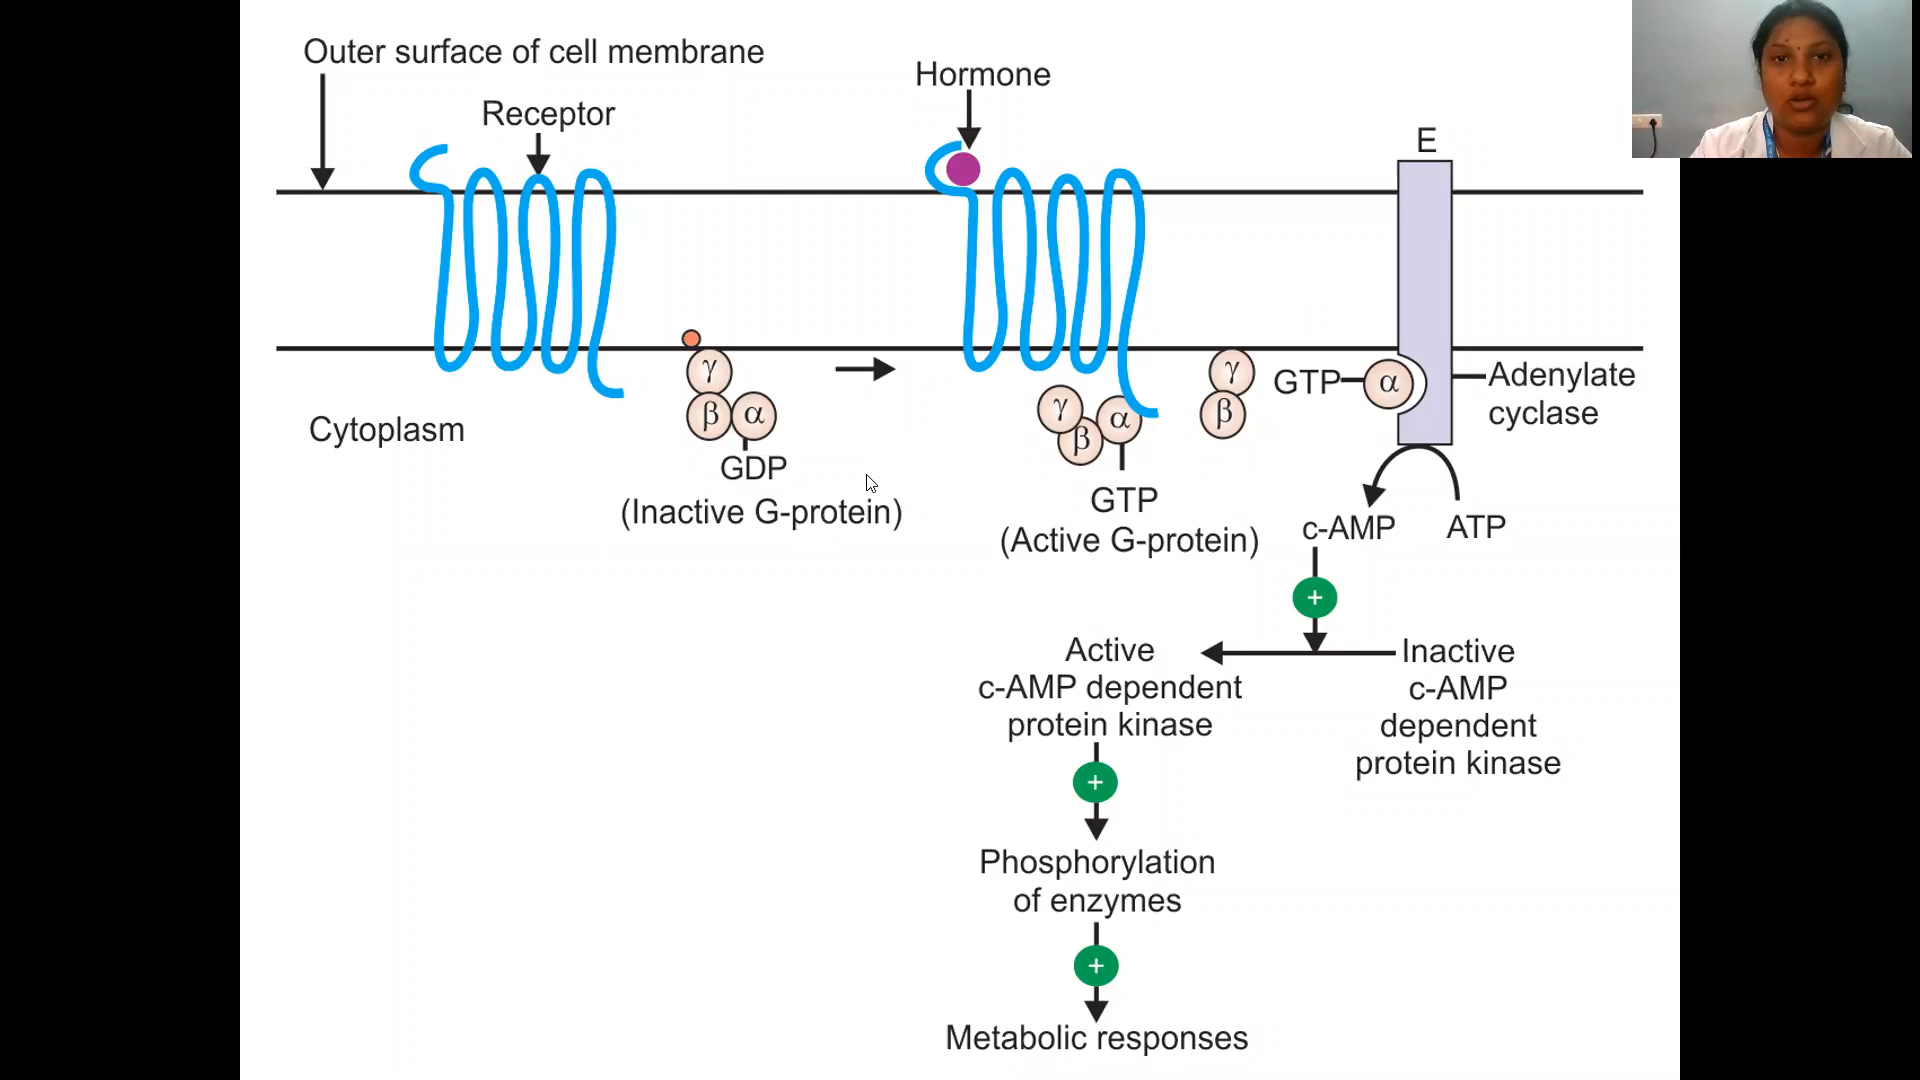 Outer surface of cell membrane
Receptor
Hormone
E
γ
β α
GDP
(Inactive G-protein)
Cytoplasm
γ
β
α
GTP
(Active G-protein)
γ
β
GTP
α
Adenylate
cyclase
c-AMP
ATP
+
Active
c-AMP dependent
protein kinase
Inactive
c-AMP
dependent
protein kinase
+
Phosphorylation
of enzymes
+
Metabolic responses